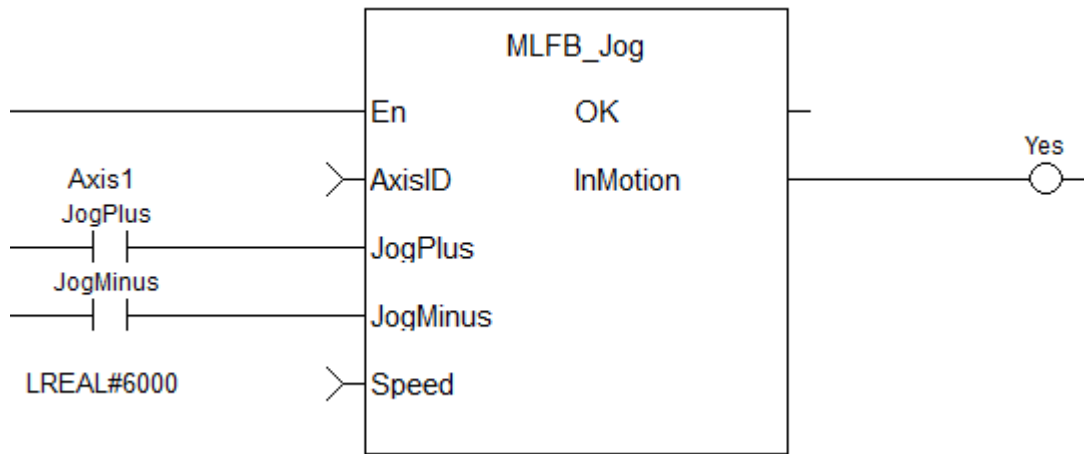 MLFB_Jog
En OK
Yes
Axis1 AxisID InMotion
JogPlus
JogPlus
JogMinus
JogMinus
LREAL#6000 Speed